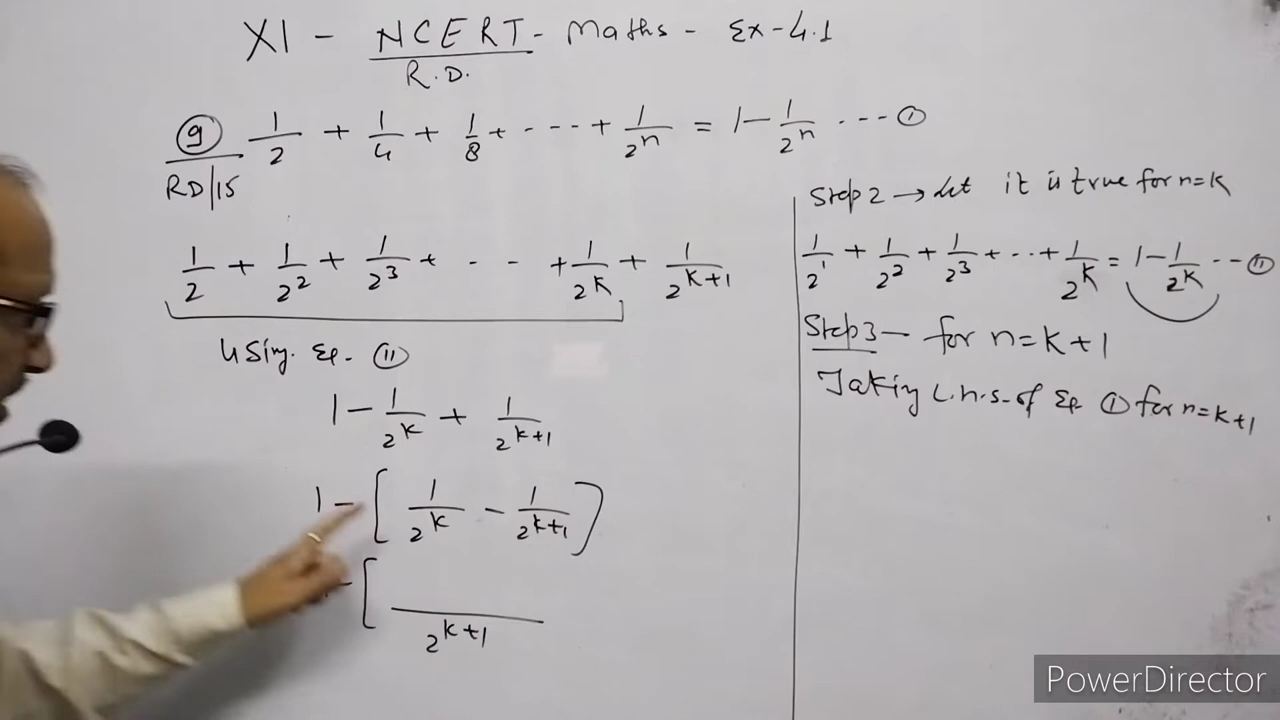 XI - NCERT - Maths - Ex-4.1
R.D.
9 1/2 + 1/4 + 1/8 + ---- + 1/2^n = 1 - 1/2^n --- I
RD/15
1/2 + 1/2^2 + 1/2^3 + - - - + 1/2^k + 1/2^(k+1)
Using Eq. II
1 - 1/2^k + 1/2^(k+1)
1 - [ 1/2^k - 1/2^(k+1) ]
- [ /2^(k+1)
Step 2 → Let it is true for n=k
1/2^1 + 1/2^2 + 1/2^3 + --- + 1/2^k = 1 - 1/2^k -- II
Step 3 - for n=k+1
Taking L.h.s. of Eq I for n=k+1
PowerDirector